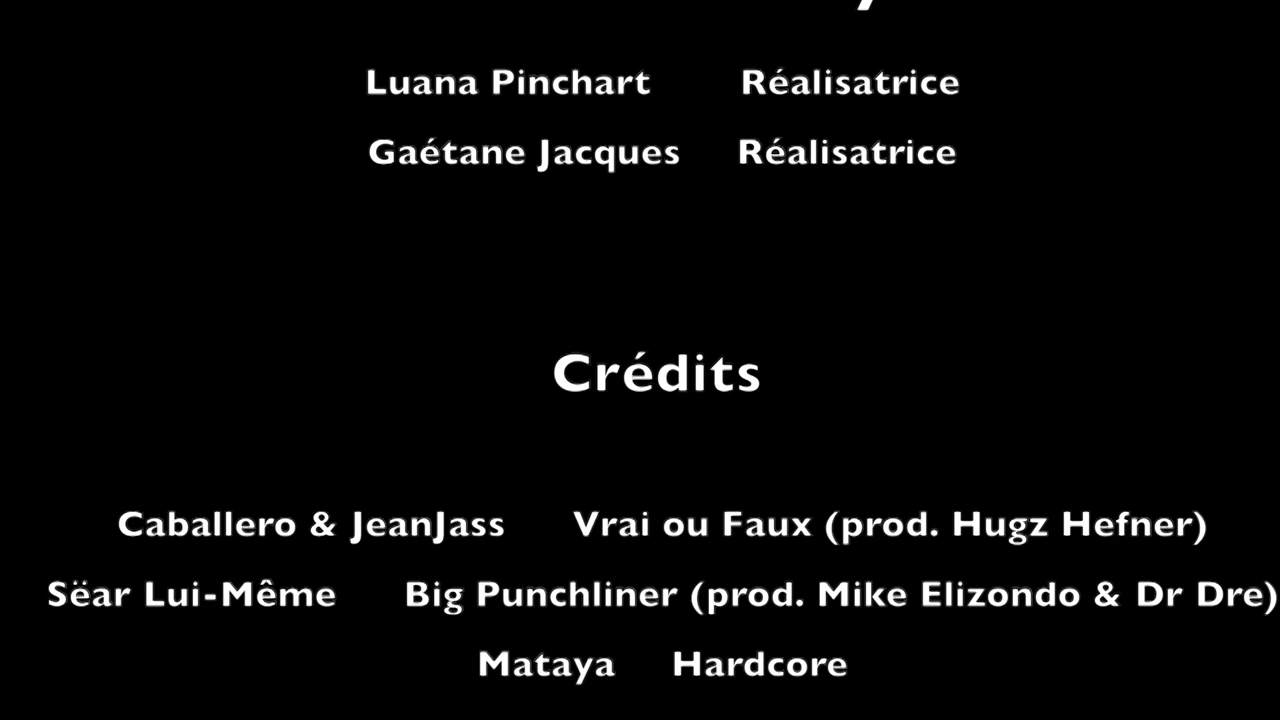 Luana Pinchart Réalisatrice
Gaétane Jacques Réalisatrice
Crédits
Caballero & JeanJass Vrai ou Faux (prod. Hugz Hefner)
Sëar Lui-Même Big Punchliner (prod. Mike Elizondo & Dr Dre)
Mataya Hardcore